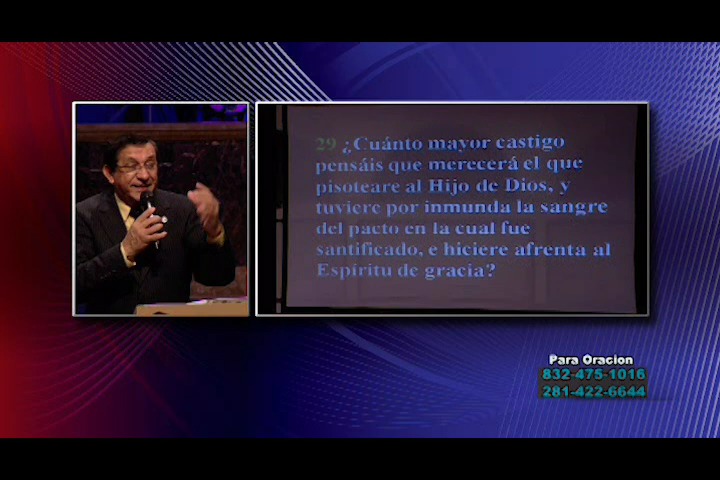 29 ¿Cuánto mayor castigo
pensáis que merecerá el que
pisoteare al Hijo de Dios, y
tuviere por inmunda la sangre
del pacto en la cual fue
santificado, e hiciere afrenta al
Espíritu de gracia?
Para Oracion
832-475-1016
281-422-6644